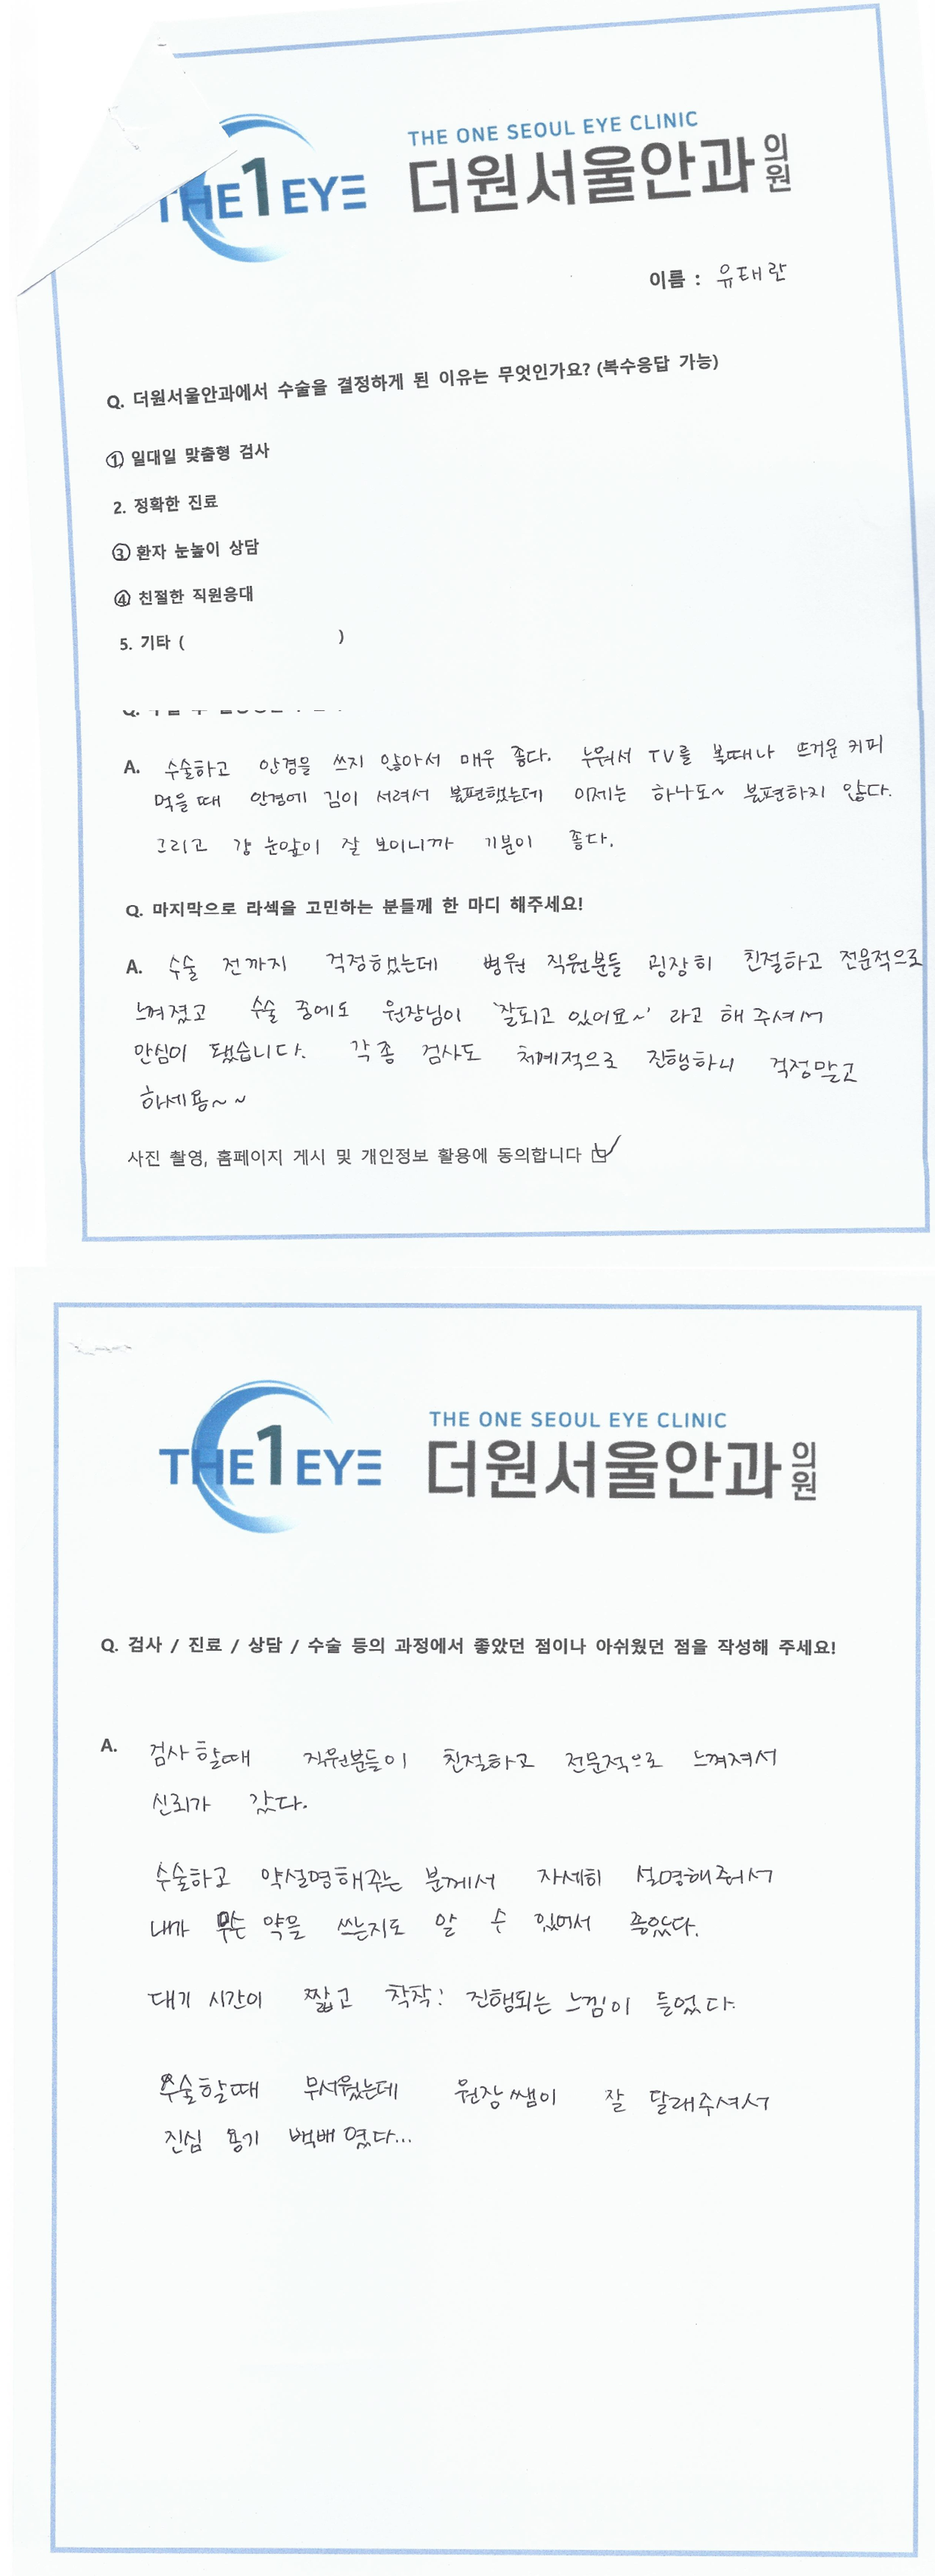 THE 1 EYE
THE ONE SEOUL EYE CLINIC
더원서울안과의원
이름 : 유태란
Q. 더원서울안과에서 수술을 결정하게 된 이유는 무엇인가요? (복수응답 가능)
① 일대일 맞춤형 검사
2. 정확한 진료
③ 환자 눈높이 상담
④ 친절한 직원응대
5. 기타 ( )
A. 수술하고 안경을 쓰지 않아서 매우 좋다. 누워서 TV를 볼때나 뜨거운 커피
먹을 때 안경에 김이 서려서 불편했는데 이제는 하나도~ 불편하지 않다.
그리고 걍 눈앞이 잘 보이니까 기분이 좋다.
Q. 마지막으로 라섹을 고민하는 분들께 한 마디 해주세요!
A. 수술 전까지 걱정했는데 병원 직원분들 굉장히 친절하고 전문적으로
느껴졌고 수술 중에도 원장님이 '잘되고 있어요~' 라고 해 주셔서
안심이 됐습니다. 각종 검사도 체계적으로 진행하니 걱정말고
하세용~~
사진 촬영, 홈페이지 게시 및 개인정보 활용에 동의합니다 ☑
THE 1 EYE
THE ONE SEOUL EYE CLINIC
더원서울안과의원
Q. 검사 / 진료 / 상담 / 수술 등의 과정에서 좋았던 점이나 아쉬웠던 점을 작성해 주세요!
A. 검사할때 직원분들이 친절하고 전문적으로 느껴져서
신뢰가 갔다.
수술하고 약설명해주는 분께서 자세히 설명해줘서
내가 무슨 약을 쓰는지도 알 수 있어서 좋았다.
대기 시간이 짧고 착착! 진행되는 느낌이 들었다.
수술할때 무서웠는데 원장쌤이 잘 달래주셔서
진심 용기 백배였다...